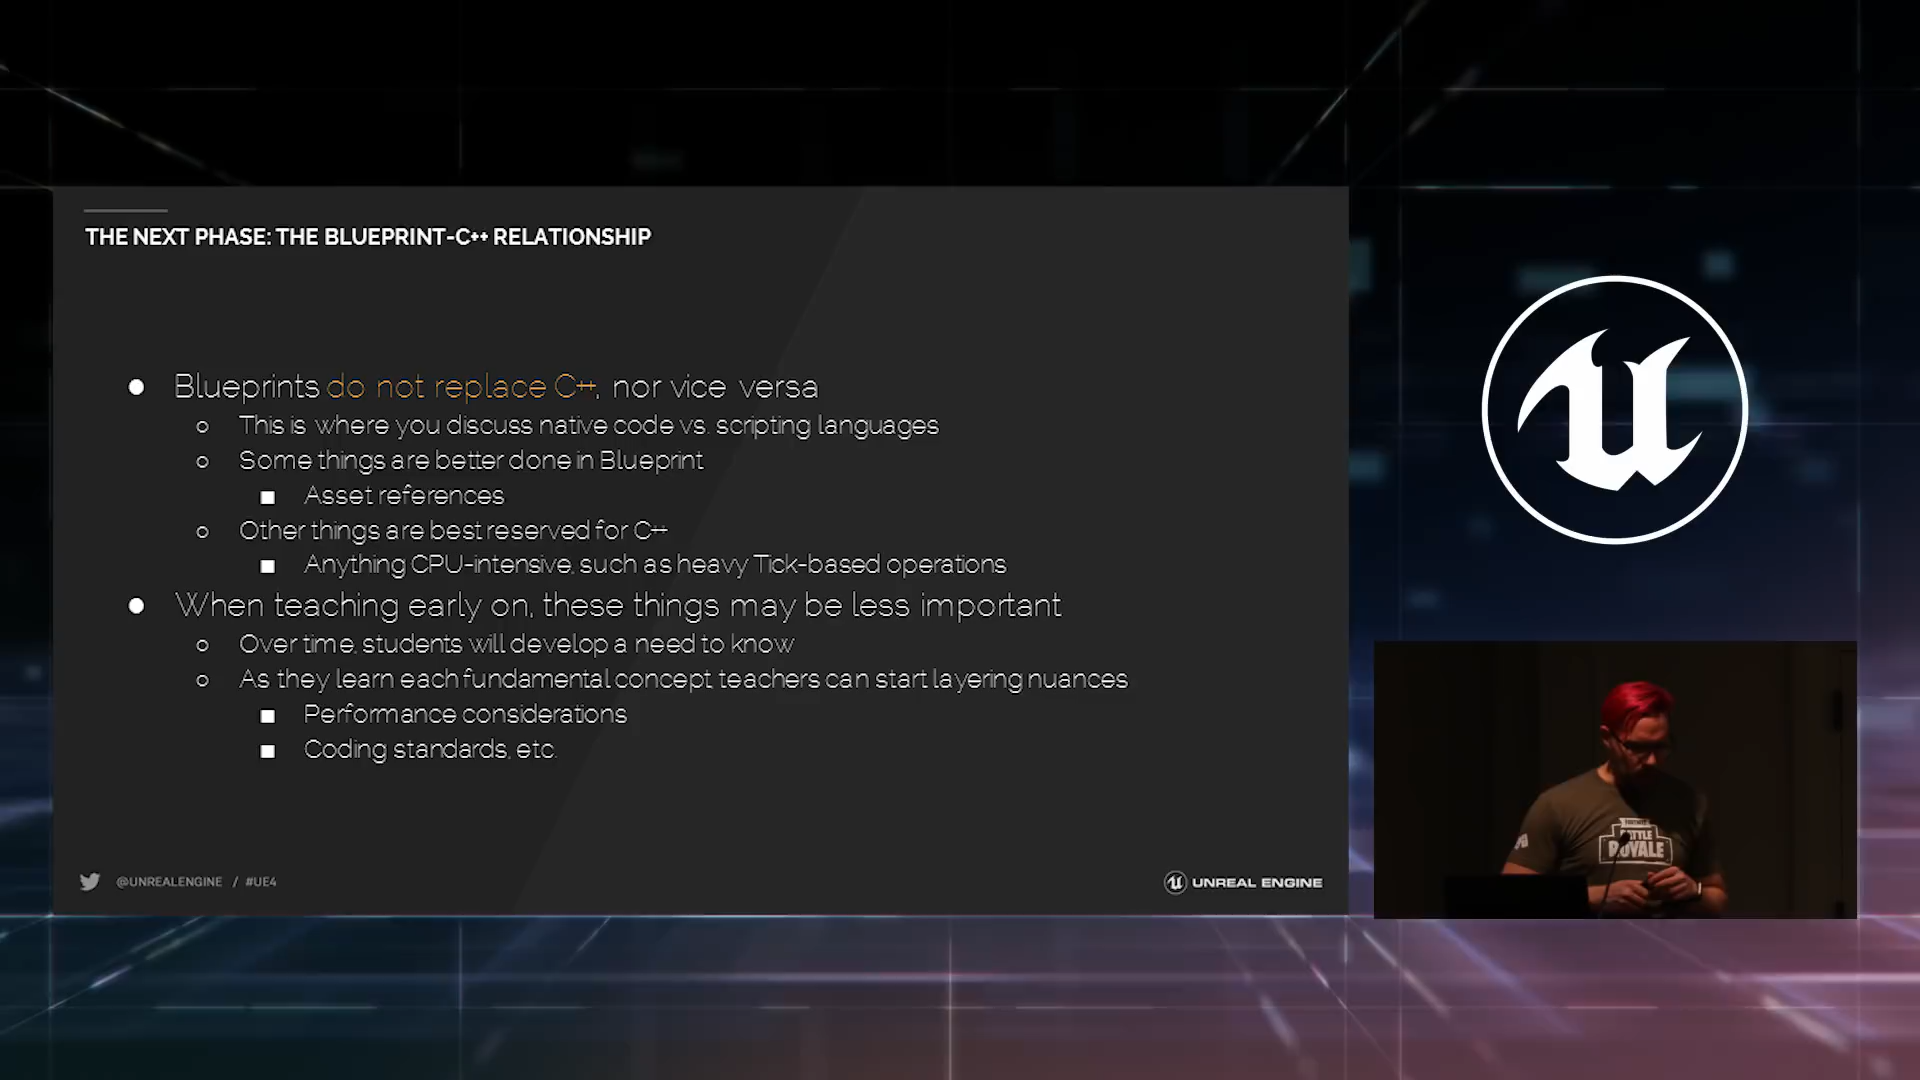 THE NEXT PHASE: THE BLUEPRINT-C++ RELATIONSHIP
Blueprints do not replace C++, nor vice versa
This is where you discuss native code vs. scripting languages
Some things are better done in Blueprint
Asset references
Other things are best reserved for C++
Anything CPU-intensive, such as heavy Tick-based operations
When teaching early on, these things may be less important
Over time, students will develop a need to know
As they learn each fundamental concept, teachers can start layering nuances
Performance considerations
Coding standards, etc.
@UNREALENGINE / #UE4
UNREAL ENGINE
BATTLE
ROYALE